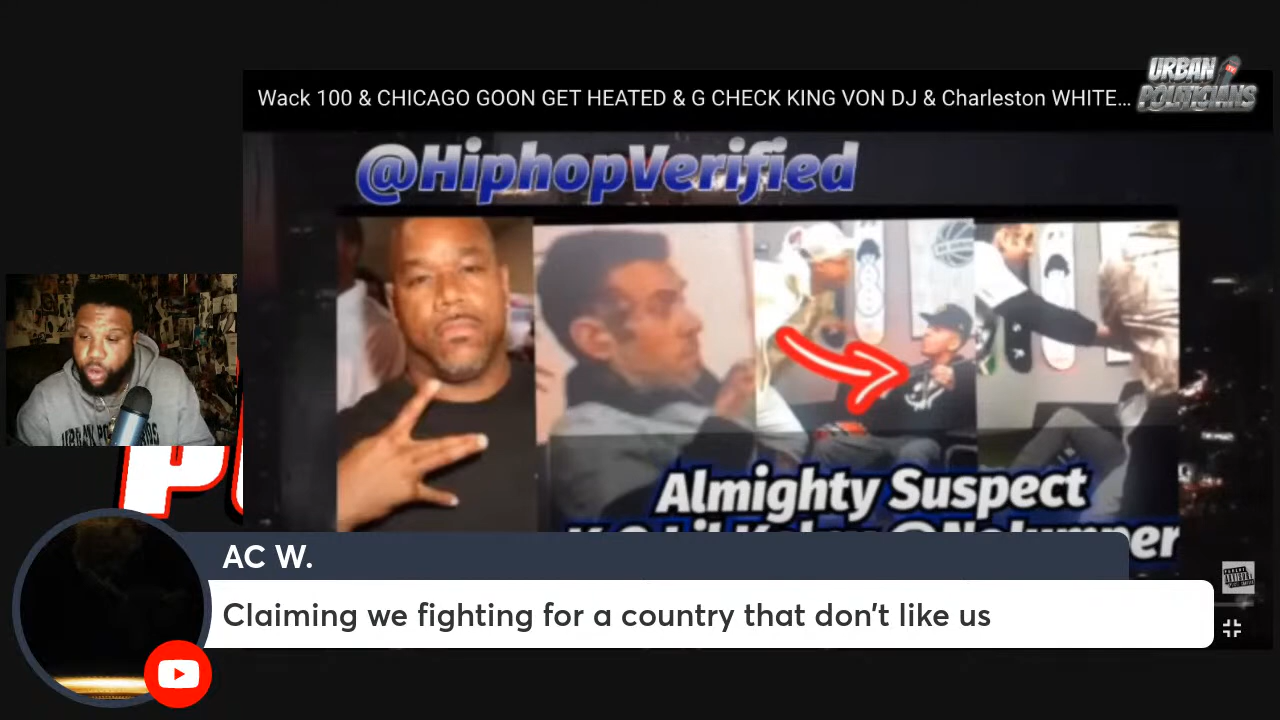 Wack 100 & CHICAGO GOON GET HEATED & G CHECK KING VON DJ & Charleston WHITE...
URBAN TV
POLITICIANS
@HiphopVerified
Almighty Suspect
AC W.
Claiming we fighting for a country that don't like us